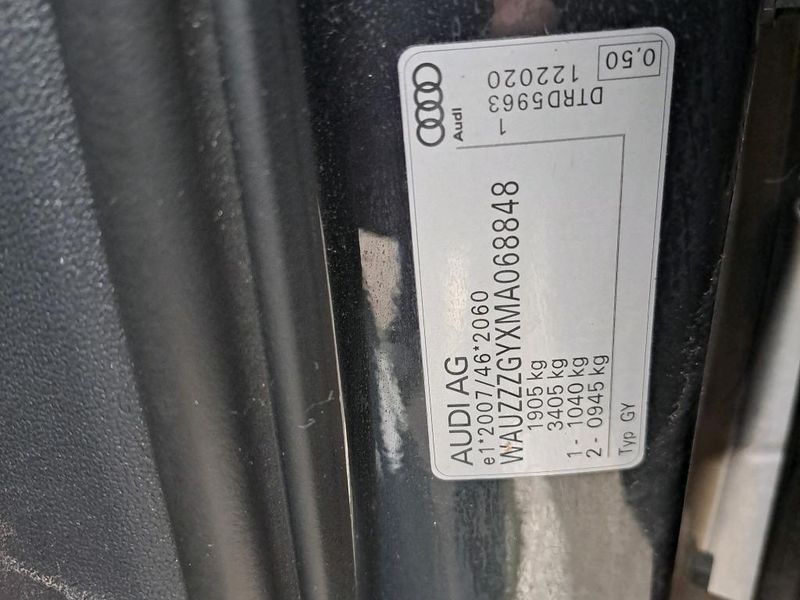 AUDI AG
e1*2007/46*2060
WAUZZZGYXMA068848
1905 kg
3405 kg
1 - 1040 kg
2 - 0945 kg
Typ GY
Audi
1
DTRD5963
122020
0,50